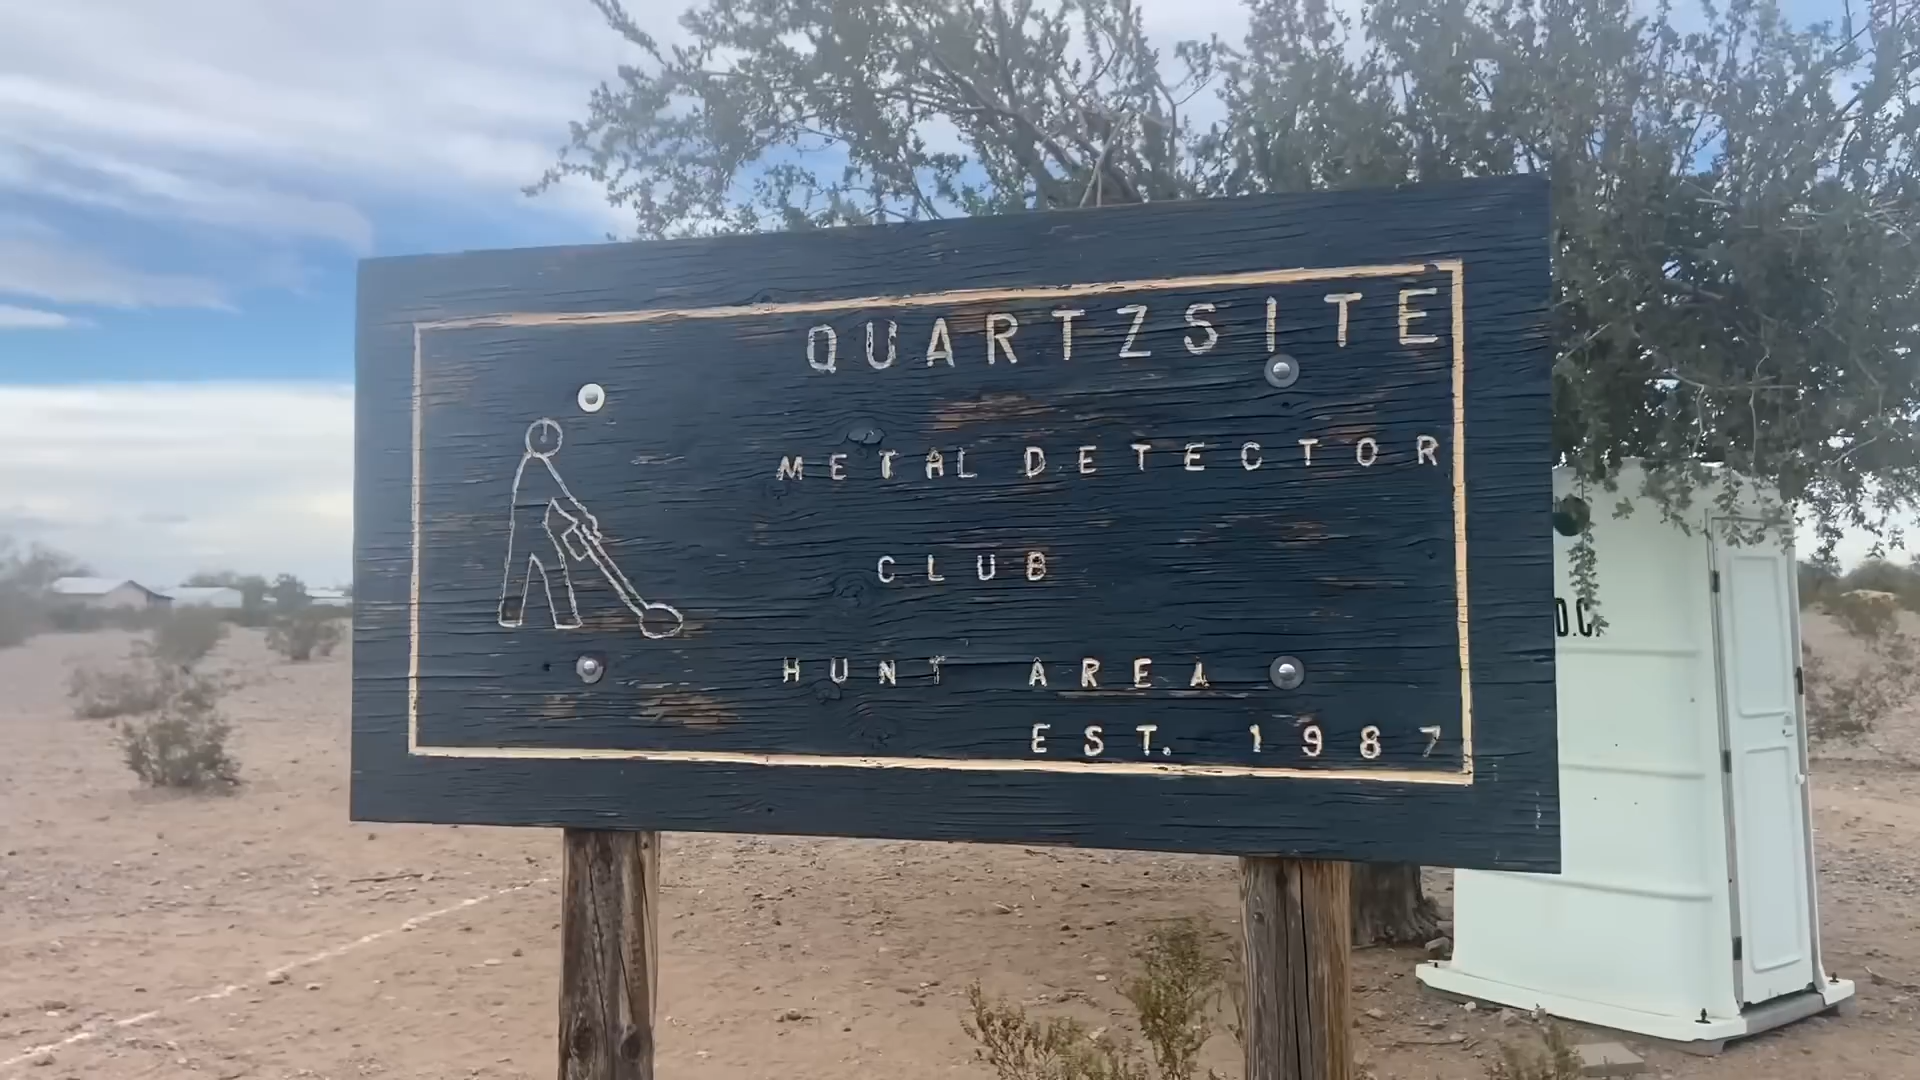 QUARTZSITE
METAL DETECTOR
CLUB
HUNT AREA
EST. 1987
D.C.